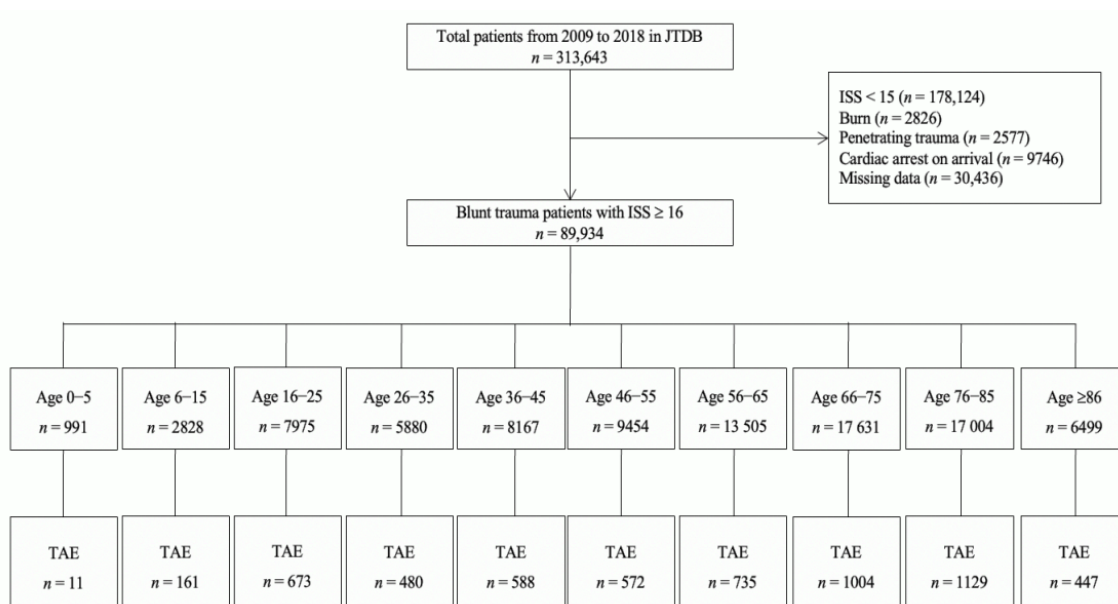 Total patients from 2009 to 2018 in JTDB
n = 313,643
ISS < 15 (n = 178,124)
Burn (n = 2826)
Penetrating trauma (n = 2577)
Cardiac arrest on arrival (n = 9746)
Missing data (n = 30,436)
Blunt trauma patients with ISS ≥ 16
n = 89,934
Age 0–5
n = 991
Age 6–15
n = 2828
Age 16–25
n = 7975
Age 26–35
n = 5880
Age 36–45
n = 8167
Age 46–55
n = 9454
Age 56–65
n = 13 505
Age 66–75
n = 17 631
Age 76–85
n = 17 004
Age ≥86
n = 6499
TAE
n = 11
TAE
n = 161
TAE
n = 673
TAE
n = 480
TAE
n = 588
TAE
n = 572
TAE
n = 735
TAE
n = 1004
TAE
n = 1129
TAE
n = 447